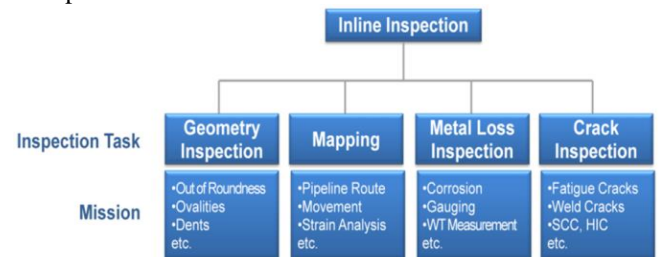 Inline Inspection
Inspection Task
Geometry
Inspection
Mapping
Metal Loss
Inspection
Crack
Inspection
Mission
•Out of Roundness
•Ovalities
•Dents
etc.
•Pipeline Route
•Movement
•Strain Analysis
etc.
•Corrosion
•Gauging
•WT Measurement
etc.
•Fatigue Cracks
•Weld Cracks
•SCC, HIC
etc.